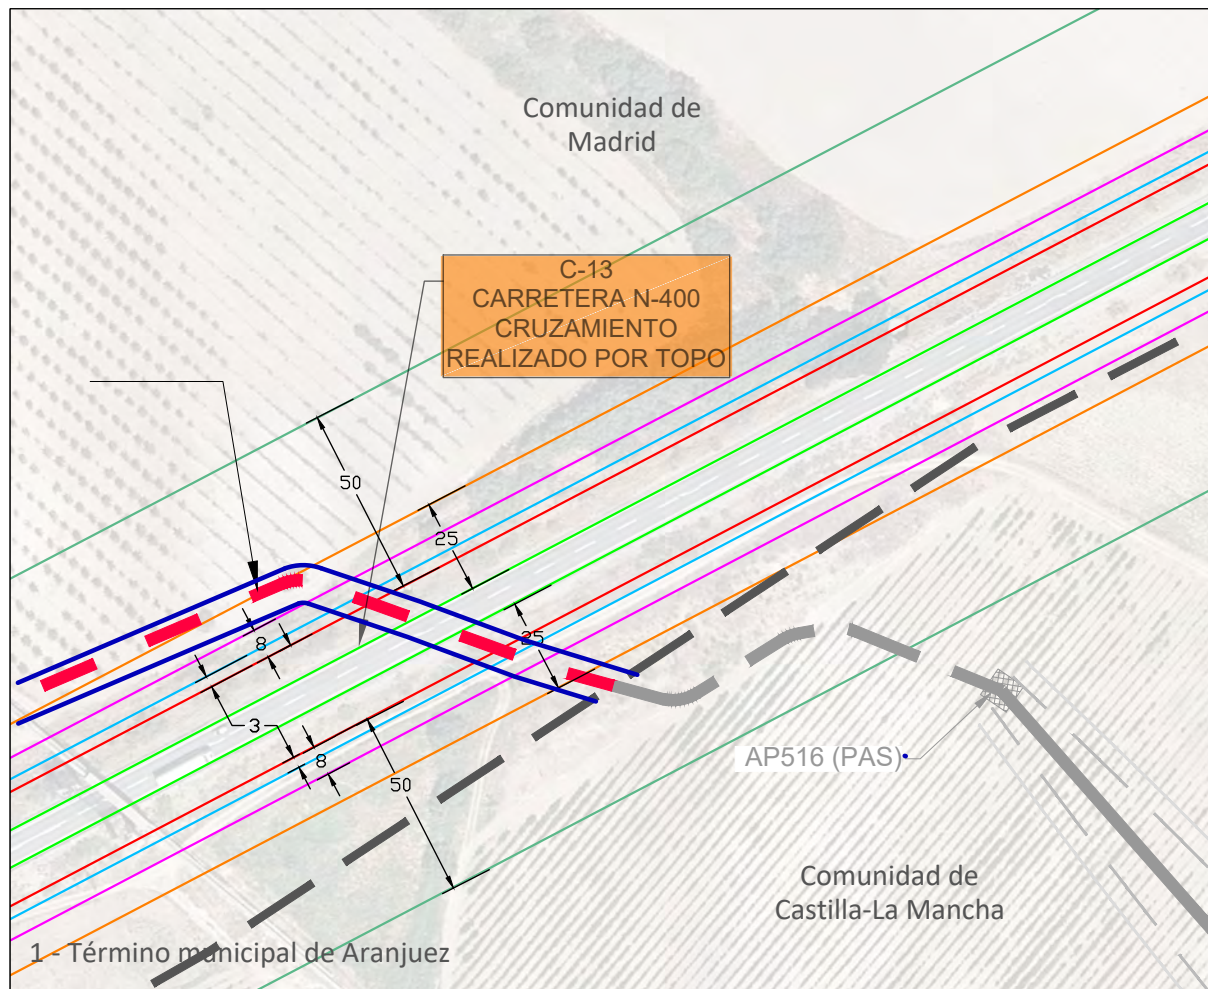 Comunidad de
Madrid
C-13
CARRETERA N-400
CRUZAMIENTO
REALIZADO POR TOPO
50
25
25
8
3
8
50
AP516 (PAS)
Comunidad de
Castilla-La Mancha
1 - Término municipal de Aranjuez